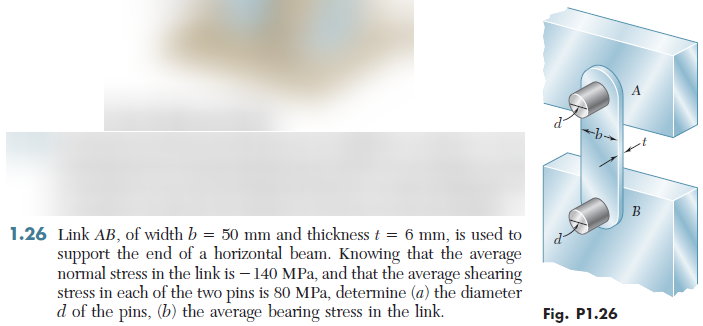 1.26 Link AB, of width b = 50 mm and thickness t = 6 mm, is used to
support the end of a horizontal beam. Knowing that the average
normal stress in the link is −140 MPa, and that the average shearing
stress in each of the two pins is 80 MPa, determine (a) the diameter
d of the pins, (b) the average bearing stress in the link.
A
d
b
t
B
d
Fig. P1.26